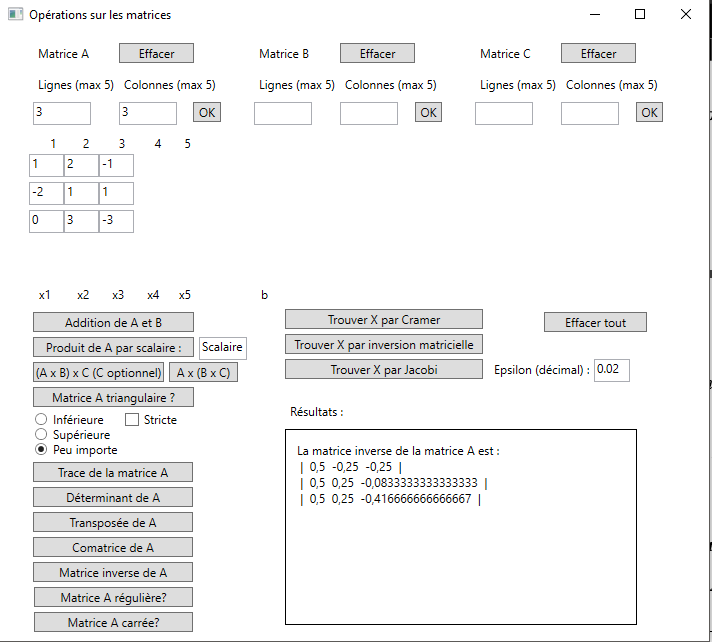 Opérations sur les matrices
Matrice A Effacer Matrice B Effacer Matrice C Effacer
Lignes (max 5) Colonnes (max 5) Lignes (max 5) Colonnes (max 5) Lignes (max 5) Colonnes (max 5)
3 3 OK OK OK
1 2 3 4 5
1 2 -1
-2 1 1
0 3 -3
x1 x2 x3 x4 x5 b
Addition de A et B Trouver X par Cramer Effacer tout
Produit de A par scalaire : Scalaire Trouver X par inversion matricielle
(A x B) x C (C optionnel) A x (B x C) Trouver X par Jacobi Epsilon (décimal) : 0.02
Matrice A triangulaire ?
Inférieure Stricte Résultats :
Supérieure
Peu importe
La matrice inverse de la matrice A est :
| 0,5 -0,25 -0,25 |
| 0,5 0,25 -0,0833333333333333 |
| 0,5 0,25 -0,416666666666667 |
Trace de la matrice A
Déterminant de A
Transposée de A
Comatrice de A
Matrice inverse de A
Matrice A régulière?
Matrice A carrée?